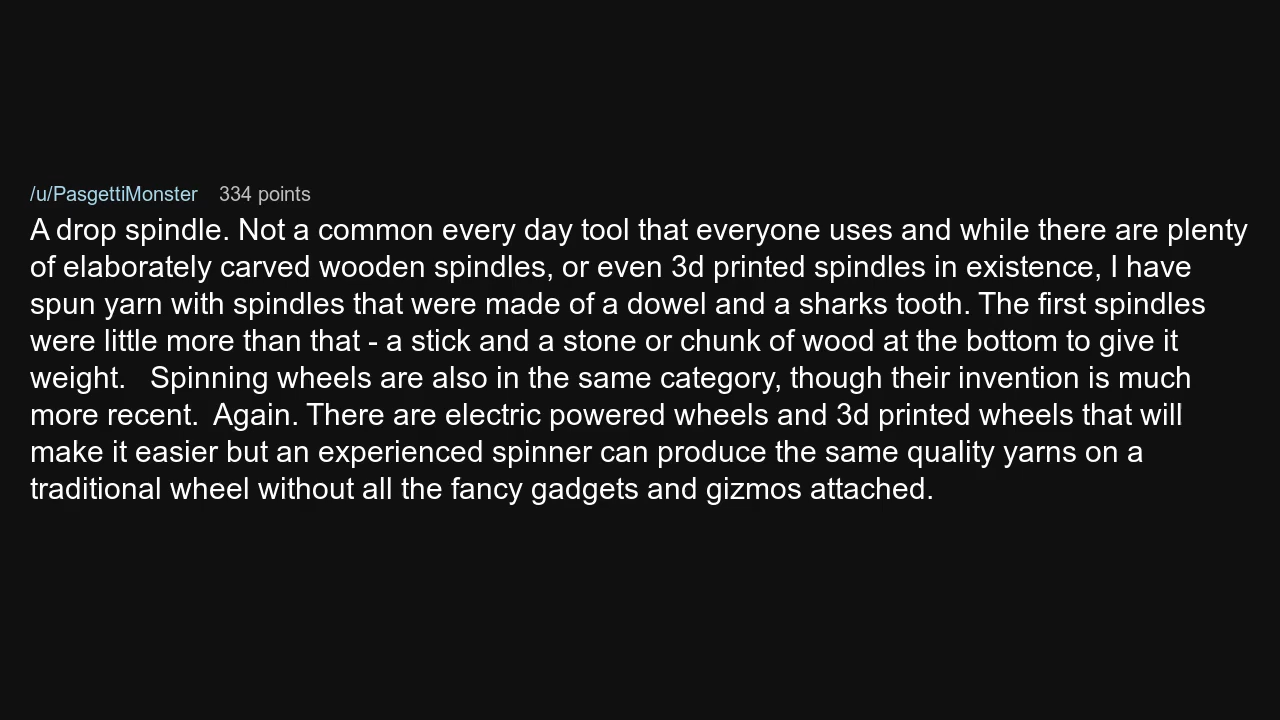 /u/PasgettiMonster 334 points
A drop spindle. Not a common every day tool that everyone uses and while there are plenty
of elaborately carved wooden spindles, or even 3d printed spindles in existence, I have
spun yarn with spindles that were made of a dowel and a sharks tooth. The first spindles
were little more than that - a stick and a stone or chunk of wood at the bottom to give it
weight.   Spinning wheels are also in the same category, though their invention is much
more recent.  Again. There are electric powered wheels and 3d printed wheels that will
make it easier but an experienced spinner can produce the same quality yarns on a
traditional wheel without all the fancy gadgets and gizmos attached.